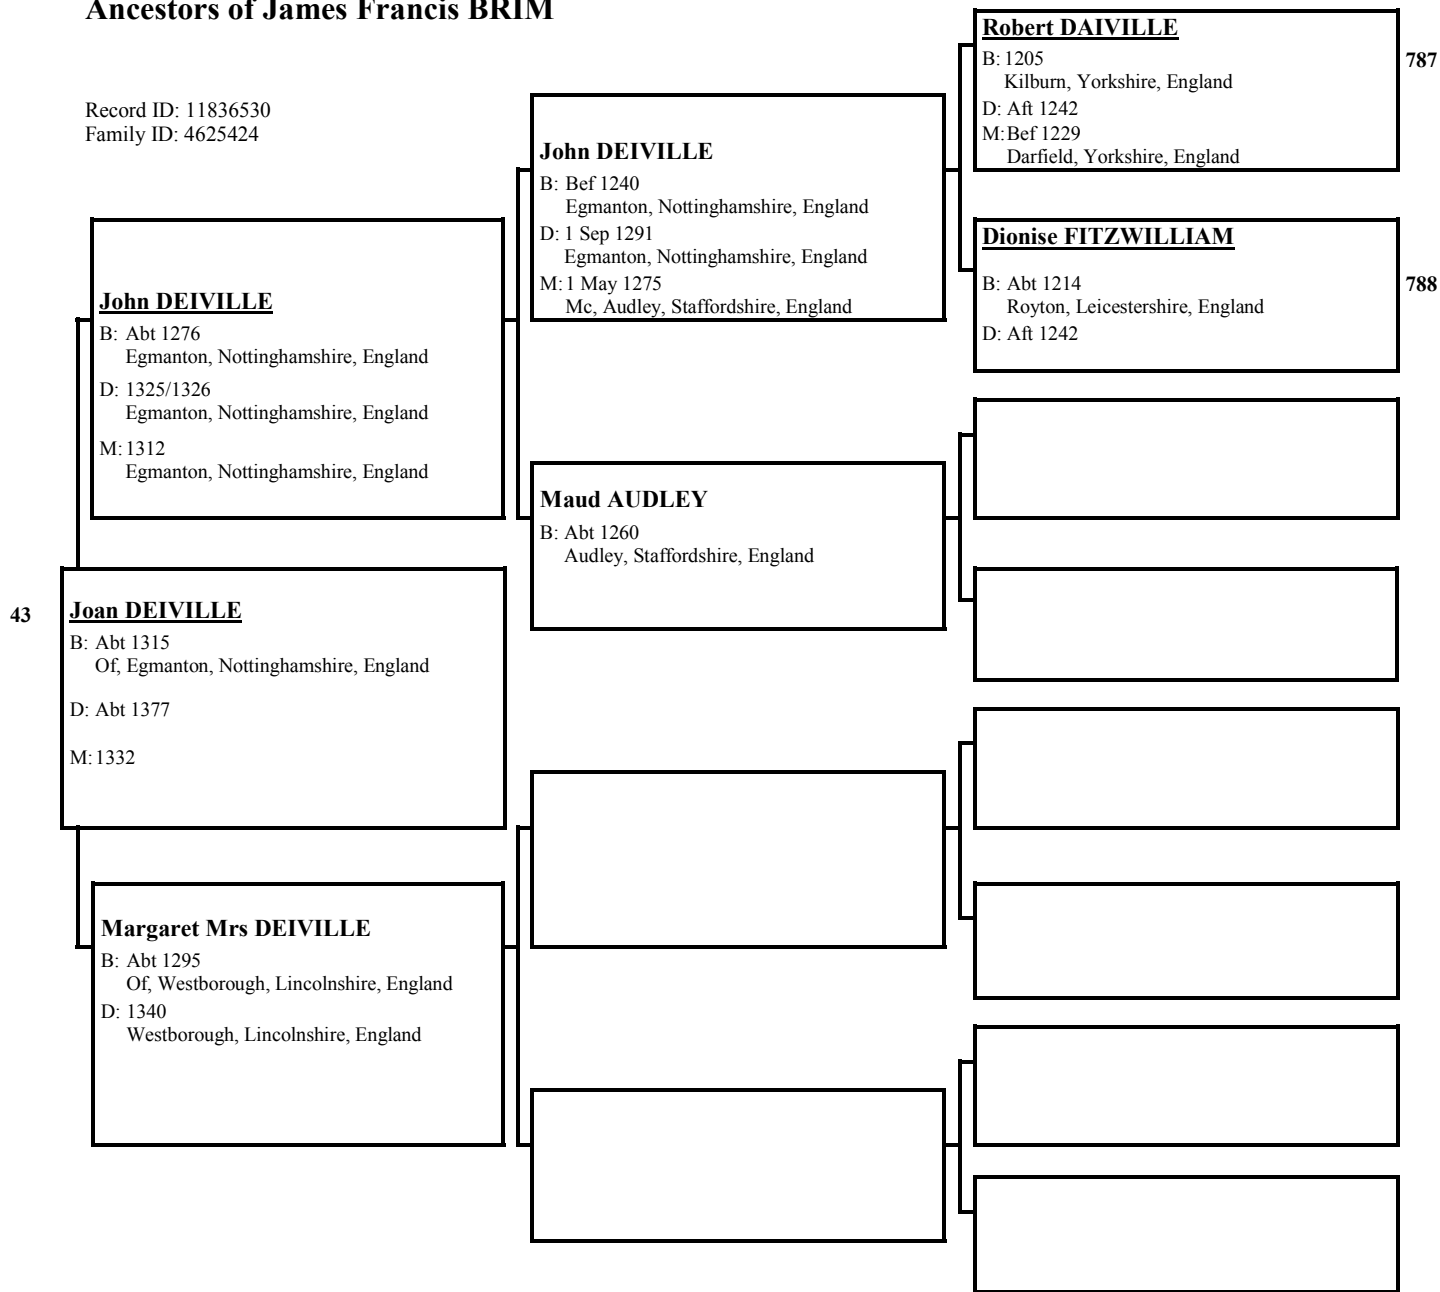 Ancestors of James Francis BRIM
Record ID: 11836530
Family ID: 4625424
Robert DAIVILLE
B: 1205
Kilburn, Yorkshire, England
D: Aft 1242
M: Bef 1229
Darfield, Yorkshire, England
787
John DEIVILLE
B: Bef 1240
Egmanton, Nottinghamshire, England
D: 1 Sep 1291
Egmanton, Nottinghamshire, England
M: 1 May 1275
Mc, Audley, Staffordshire, England
Dionise FITZWILLIAM
B: Abt 1214
Royton, Leicestershire, England
D: Aft 1242
788
John DEIVILLE
B: Abt 1276
Egmanton, Nottinghamshire, England
D: 1325/1326
Egmanton, Nottinghamshire, England
M: 1312
Egmanton, Nottinghamshire, England
Maud AUDLEY
B: Abt 1260
Audley, Staffordshire, England
43
Joan DEIVILLE
B: Abt 1315
Of, Egmanton, Nottinghamshire, England
D: Abt 1377
M: 1332
Margaret Mrs DEIVILLE
B: Abt 1295
Of, Westborough, Lincolnshire, England
D: 1340
Westborough, Lincolnshire, England